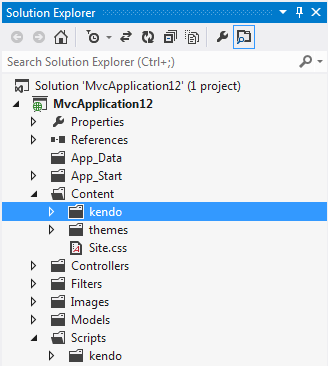 Solution Explorer
Search Solution Explorer (Ctrl+;)
Solution 'MvcApplication12' (1 project)
MvcApplication12
Properties
References
App_Data
App_Start
Content
kendo
themes
Site.css
Controllers
Filters
Images
Models
Scripts
kendo